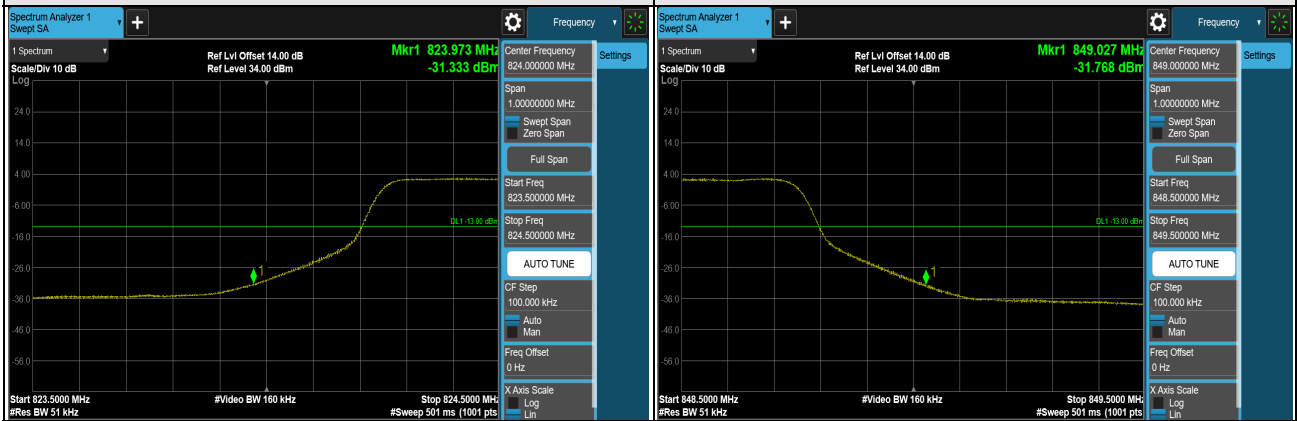 Spectrum Analyzer 1
Swept SA
+
Frequency
1 Spectrum
Scale/Div 10 dB
Log
Ref Lvl Offset 14.00 dB
Ref Level 34.00 dBm
Mkr1 823.973 MHz
-31.333 dBm
24.0
14.0
4.00
-6.00
-16.0
-26.0
-36.0
-46.0
-56.0
DL1 -13.00 dBm
1
Start 823.5000 MHz
#Res BW 51 kHz
#Video BW 160 kHz
Stop 824.5000 MHz
#Sweep 501 ms (1001 pts
Center Frequency
824.000000 MHz
Settings
Span
1.00000000 MHz
Swept Span
Zero Span
Full Span
Start Freq
823.500000 MHz
Stop Freq
824.500000 MHz
AUTO TUNE
CF Step
100.000 kHz
Auto
Man
Freq Offset
0 Hz
X Axis Scale
Log
Lin
Spectrum Analyzer 1
Swept SA
+
Frequency
1 Spectrum
Scale/Div 10 dB
Log
Ref Lvl Offset 14.00 dB
Ref Level 34.00 dBm
Mkr1 849.027 MHz
-31.768 dBm
24.0
14.0
4.00
-6.00
-16.0
-26.0
-36.0
-46.0
-56.0
DL1 -13.00 dBm
1
Start 848.5000 MHz
#Res BW 51 kHz
#Video BW 160 kHz
Stop 849.5000 MHz
#Sweep 501 ms (1001 pts
Center Frequency
849.000000 MHz
Settings
Span
1.00000000 MHz
Swept Span
Zero Span
Full Span
Start Freq
848.500000 MHz
Stop Freq
849.500000 MHz
AUTO TUNE
CF Step
100.000 kHz
Auto
Man
Freq Offset
0 Hz
X Axis Scale
Log
Lin